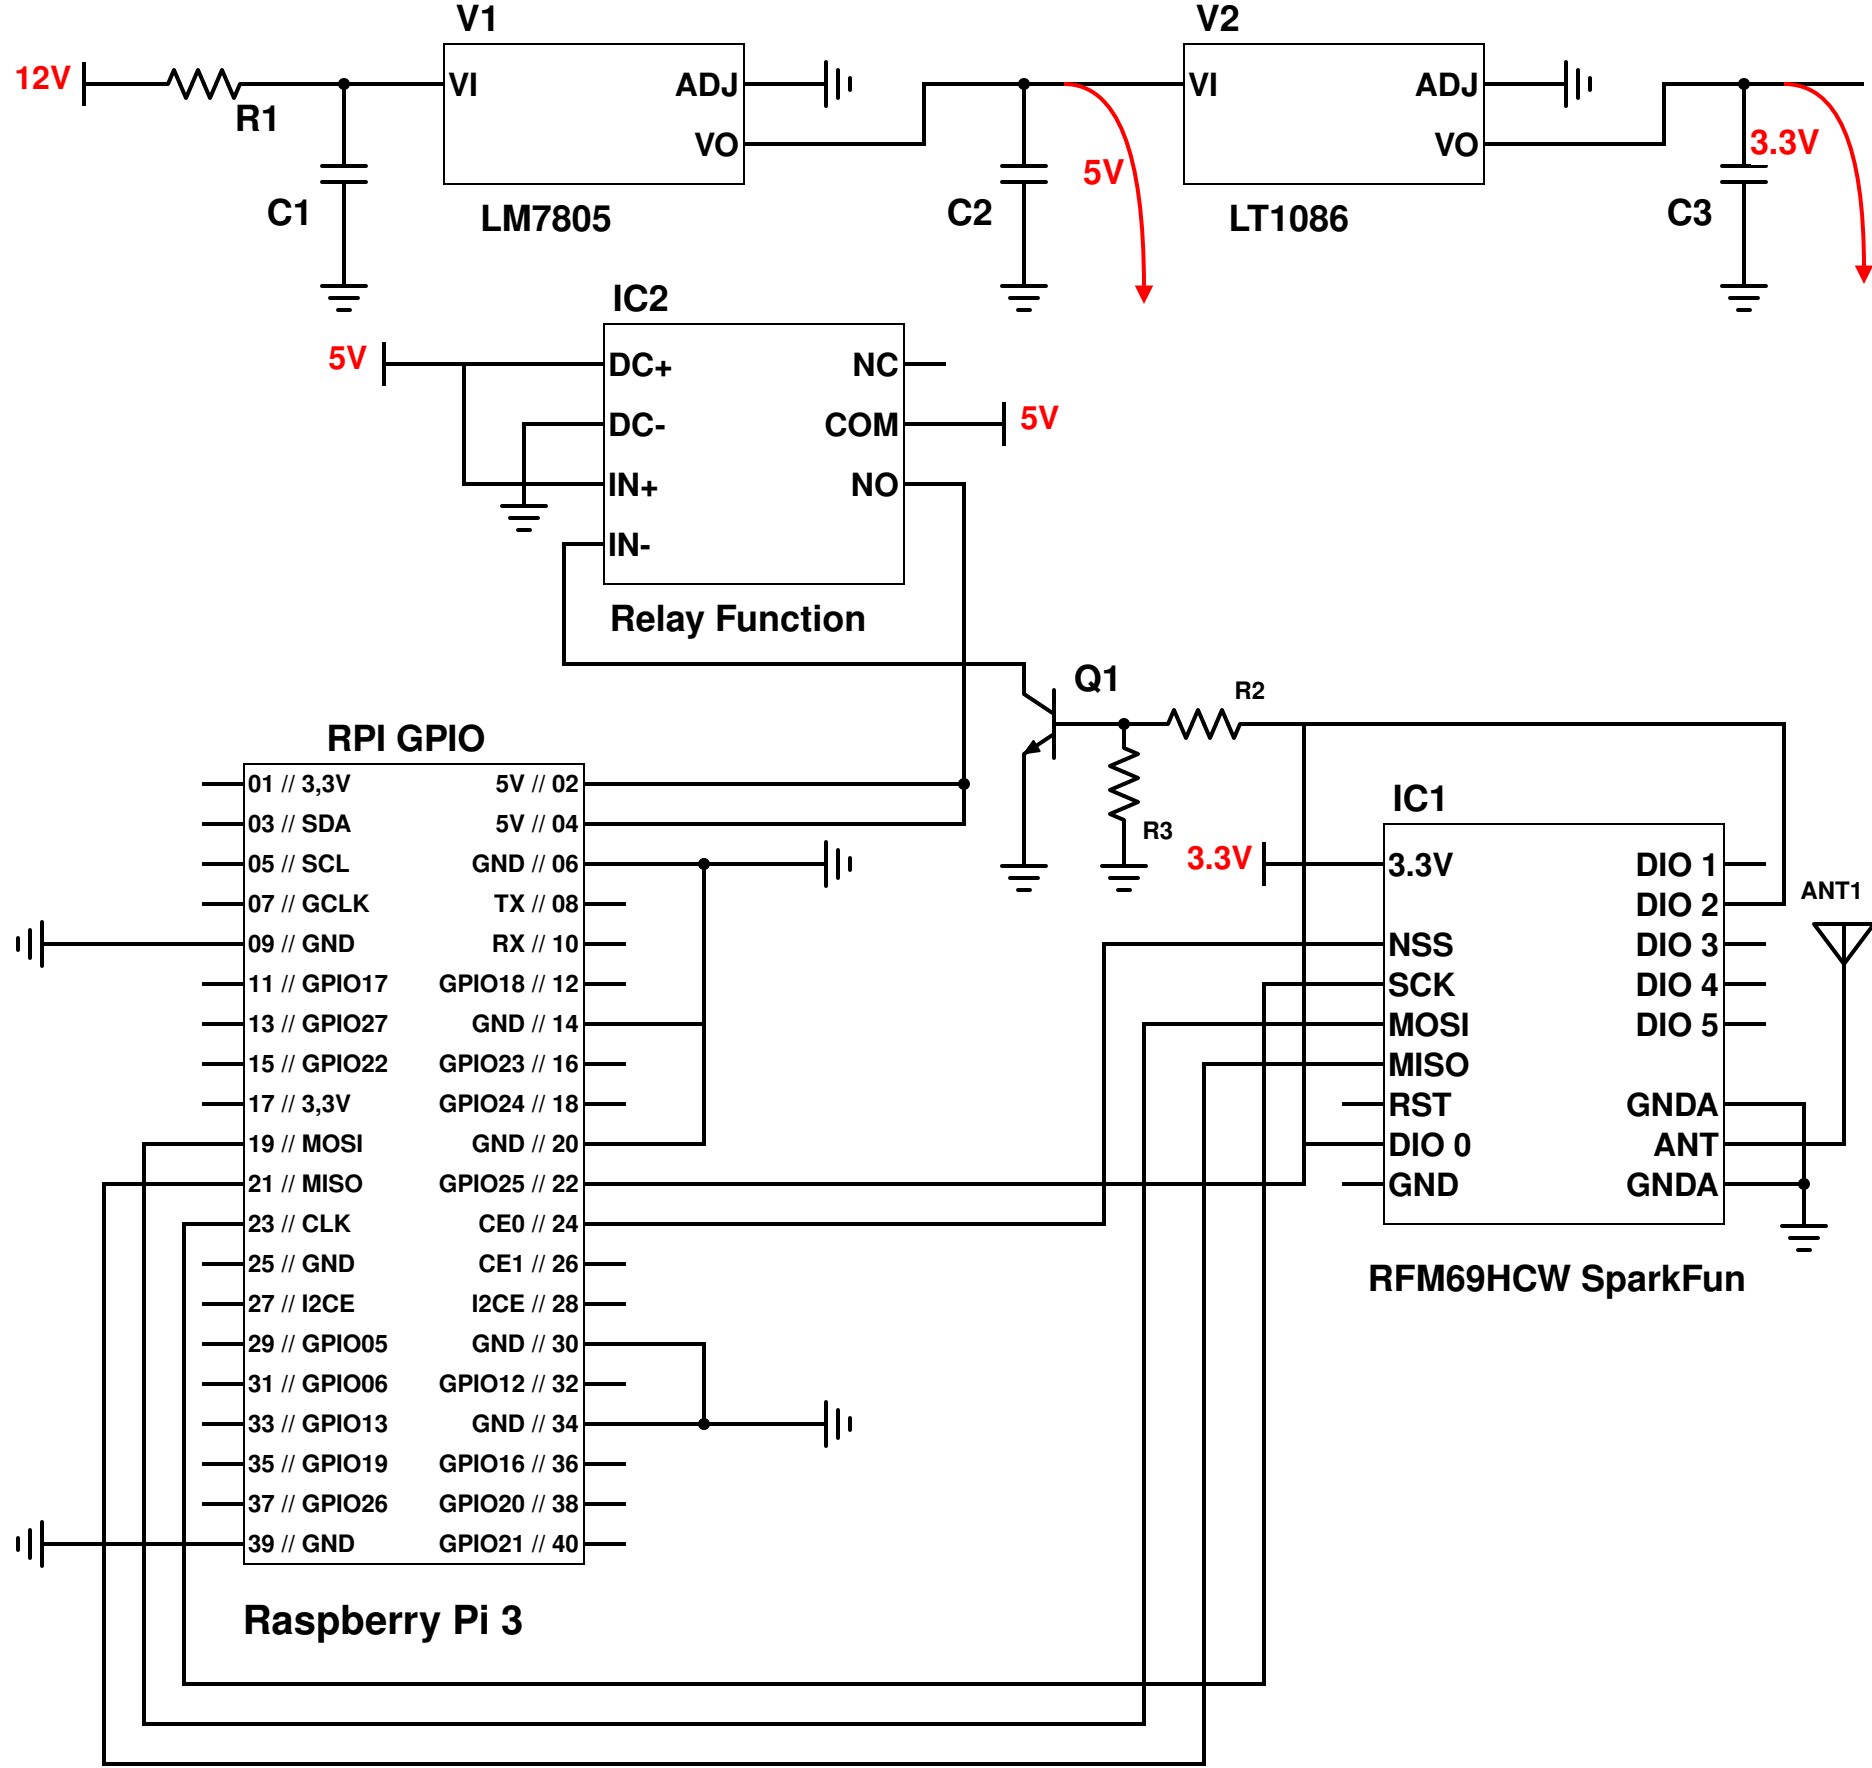 V1
V2
12V
R1
VI
ADJ
VO
VI
ADJ
VO
5V
3.3V
C1
LM7805
C2
LT1086
C3
IC2
5V
DC+
NC
DC-
COM
5V
IN+
NO
IN-
Relay Function
Q1
R2
RPI GPIO
01 // 3,3V
5V // 02
03 // SDA
5V // 04
05 // SCL
GND // 06
07 // GCLK
TX // 08
09 // GND
RX // 10
11 // GPIO17
GPIO18 // 12
13 // GPIO27
GND // 14
15 // GPIO22
GPIO23 // 16
17 // 3,3V
GPIO24 // 18
19 // MOSI
GND // 20
21 // MISO
GPIO25 // 22
23 // CLK
CE0 // 24
25 // GND
CE1 // 26
27 // I2CE
I2CE // 28
29 // GPIO05
GND // 30
31 // GPIO06
GPIO12 // 32
33 // GPIO13
GND // 34
35 // GPIO19
GPIO16 // 36
37 // GPIO26
GPIO20 // 38
39 // GND
GPIO21 // 40
Raspberry Pi 3
R3
IC1
3.3V
3.3V
DIO 1
DIO 2
ANT1
NSS
DIO 3
SCK
DIO 4
MOSI
DIO 5
MISO
RST
GNDA
DIO 0
ANT
GND
GNDA
RFM69HCW SparkFun